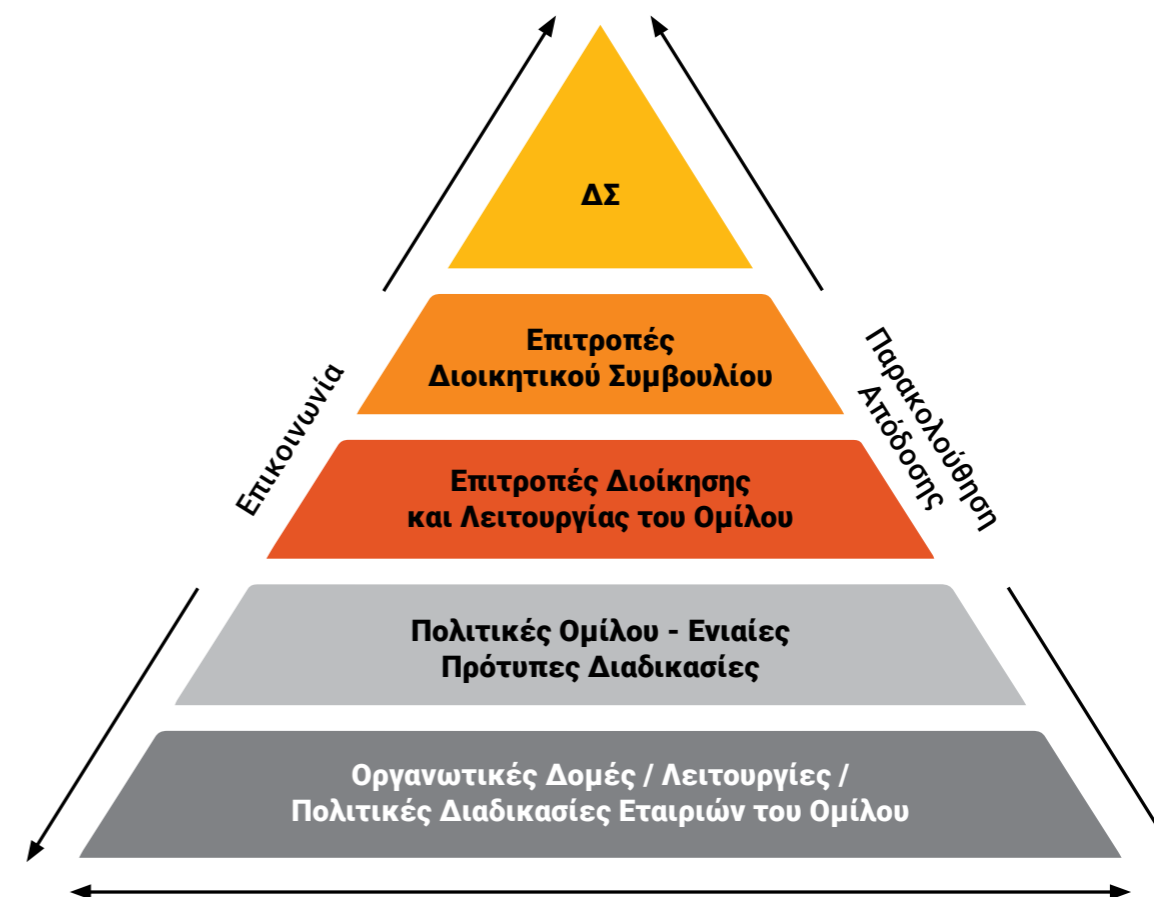 ΔΣ
Επιτροπές
Διοικητικού Συμβουλίου
Επικοινωνία
Παρακολούθηση
Απόδοσης
Επιτροπές Διοίκησης
και Λειτουργίας του Ομίλου
Πολιτικές Ομίλου - Ενιαίες
Πρότυπες Διαδικασίες
Οργανωτικές Δομές / Λειτουργίες /
Πολιτικές Διαδικασίες Εταιριών του Ομίλου